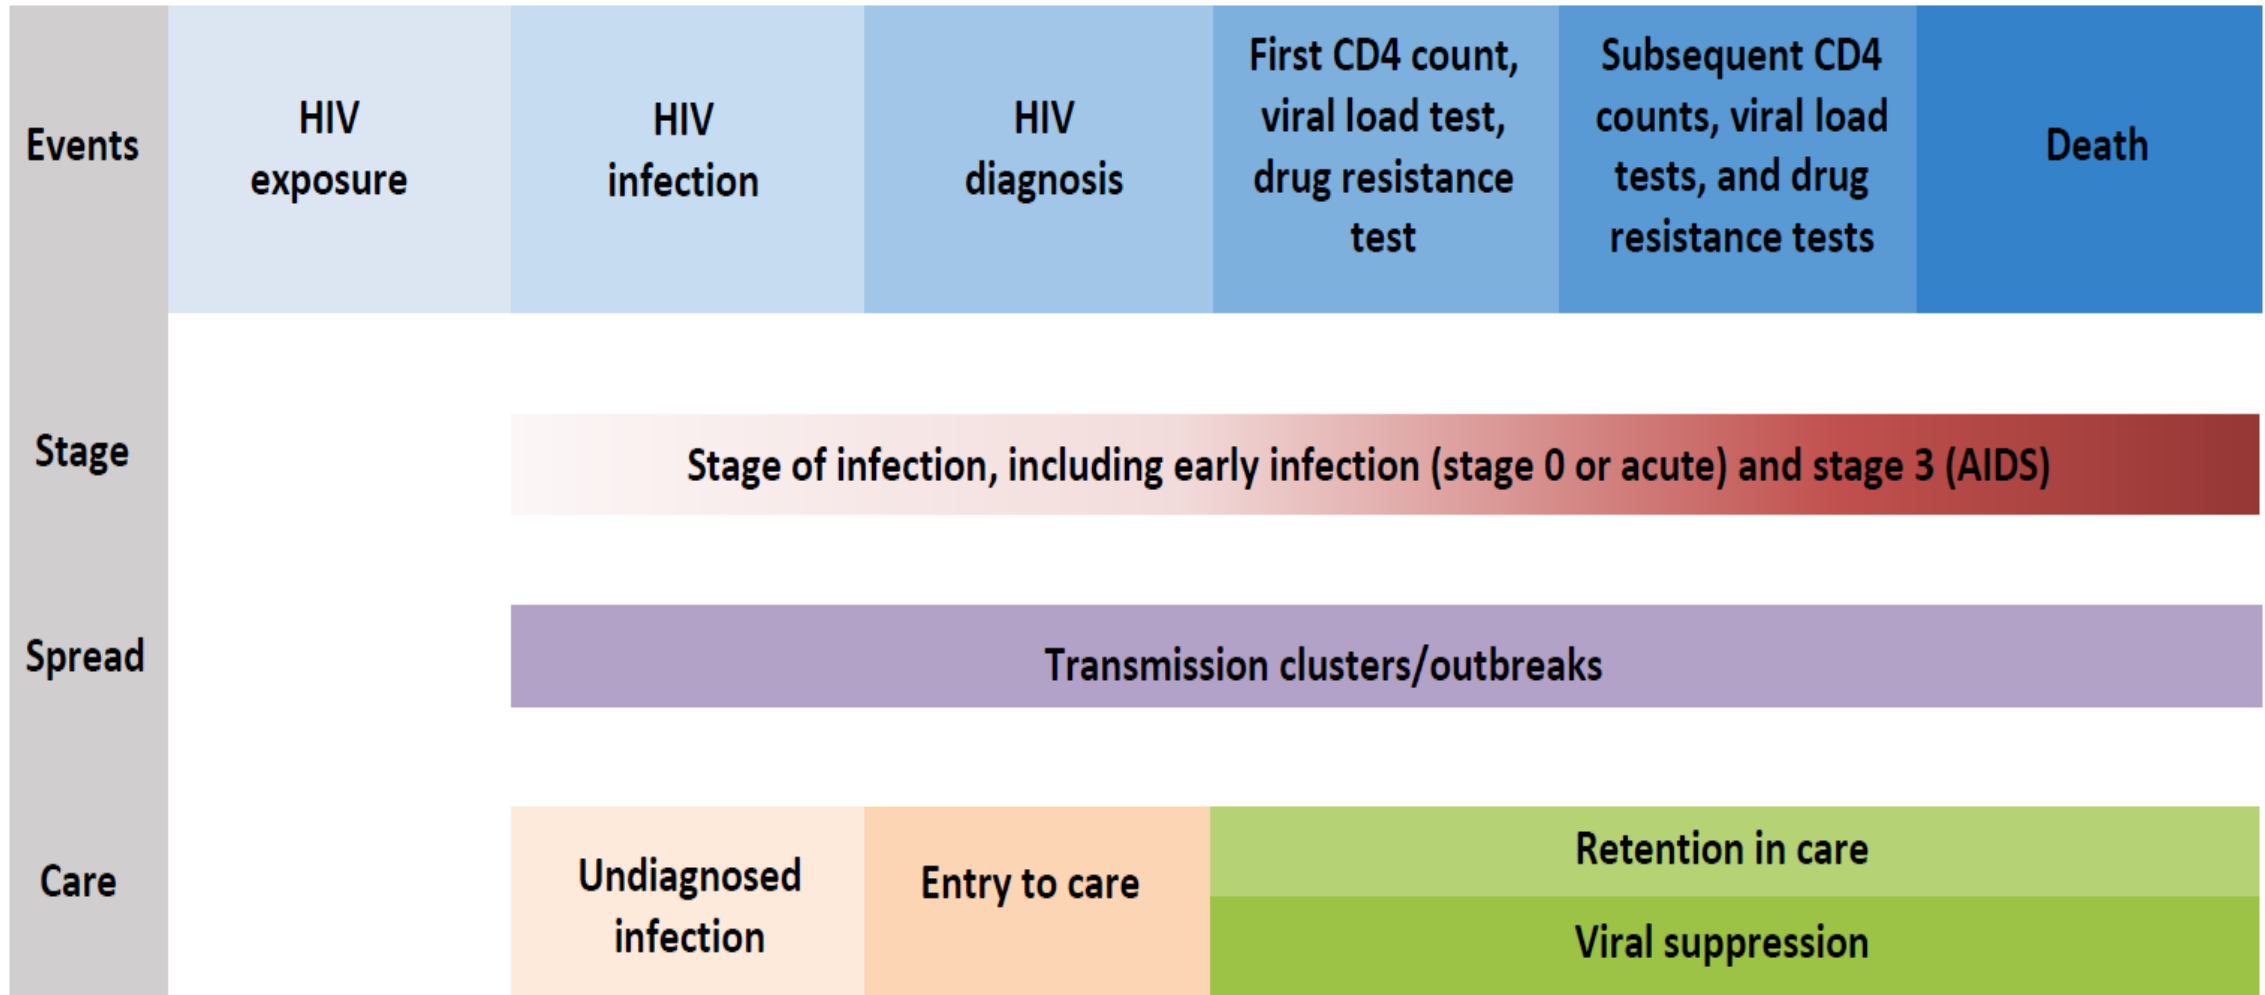 Events
HIV
exposure
HIV
infection
HIV
diagnosis
First CD4 count,
viral load test,
drug resistance
test
Subsequent CD4
counts, viral load
tests, and drug
resistance tests
Death
Stage
Stage of infection, including early infection (stage 0 or acute) and stage 3 (AIDS)
Spread
Transmission clusters/outbreaks
Care
Undiagnosed
infection
Entry to care
Retention in care
Viral suppression